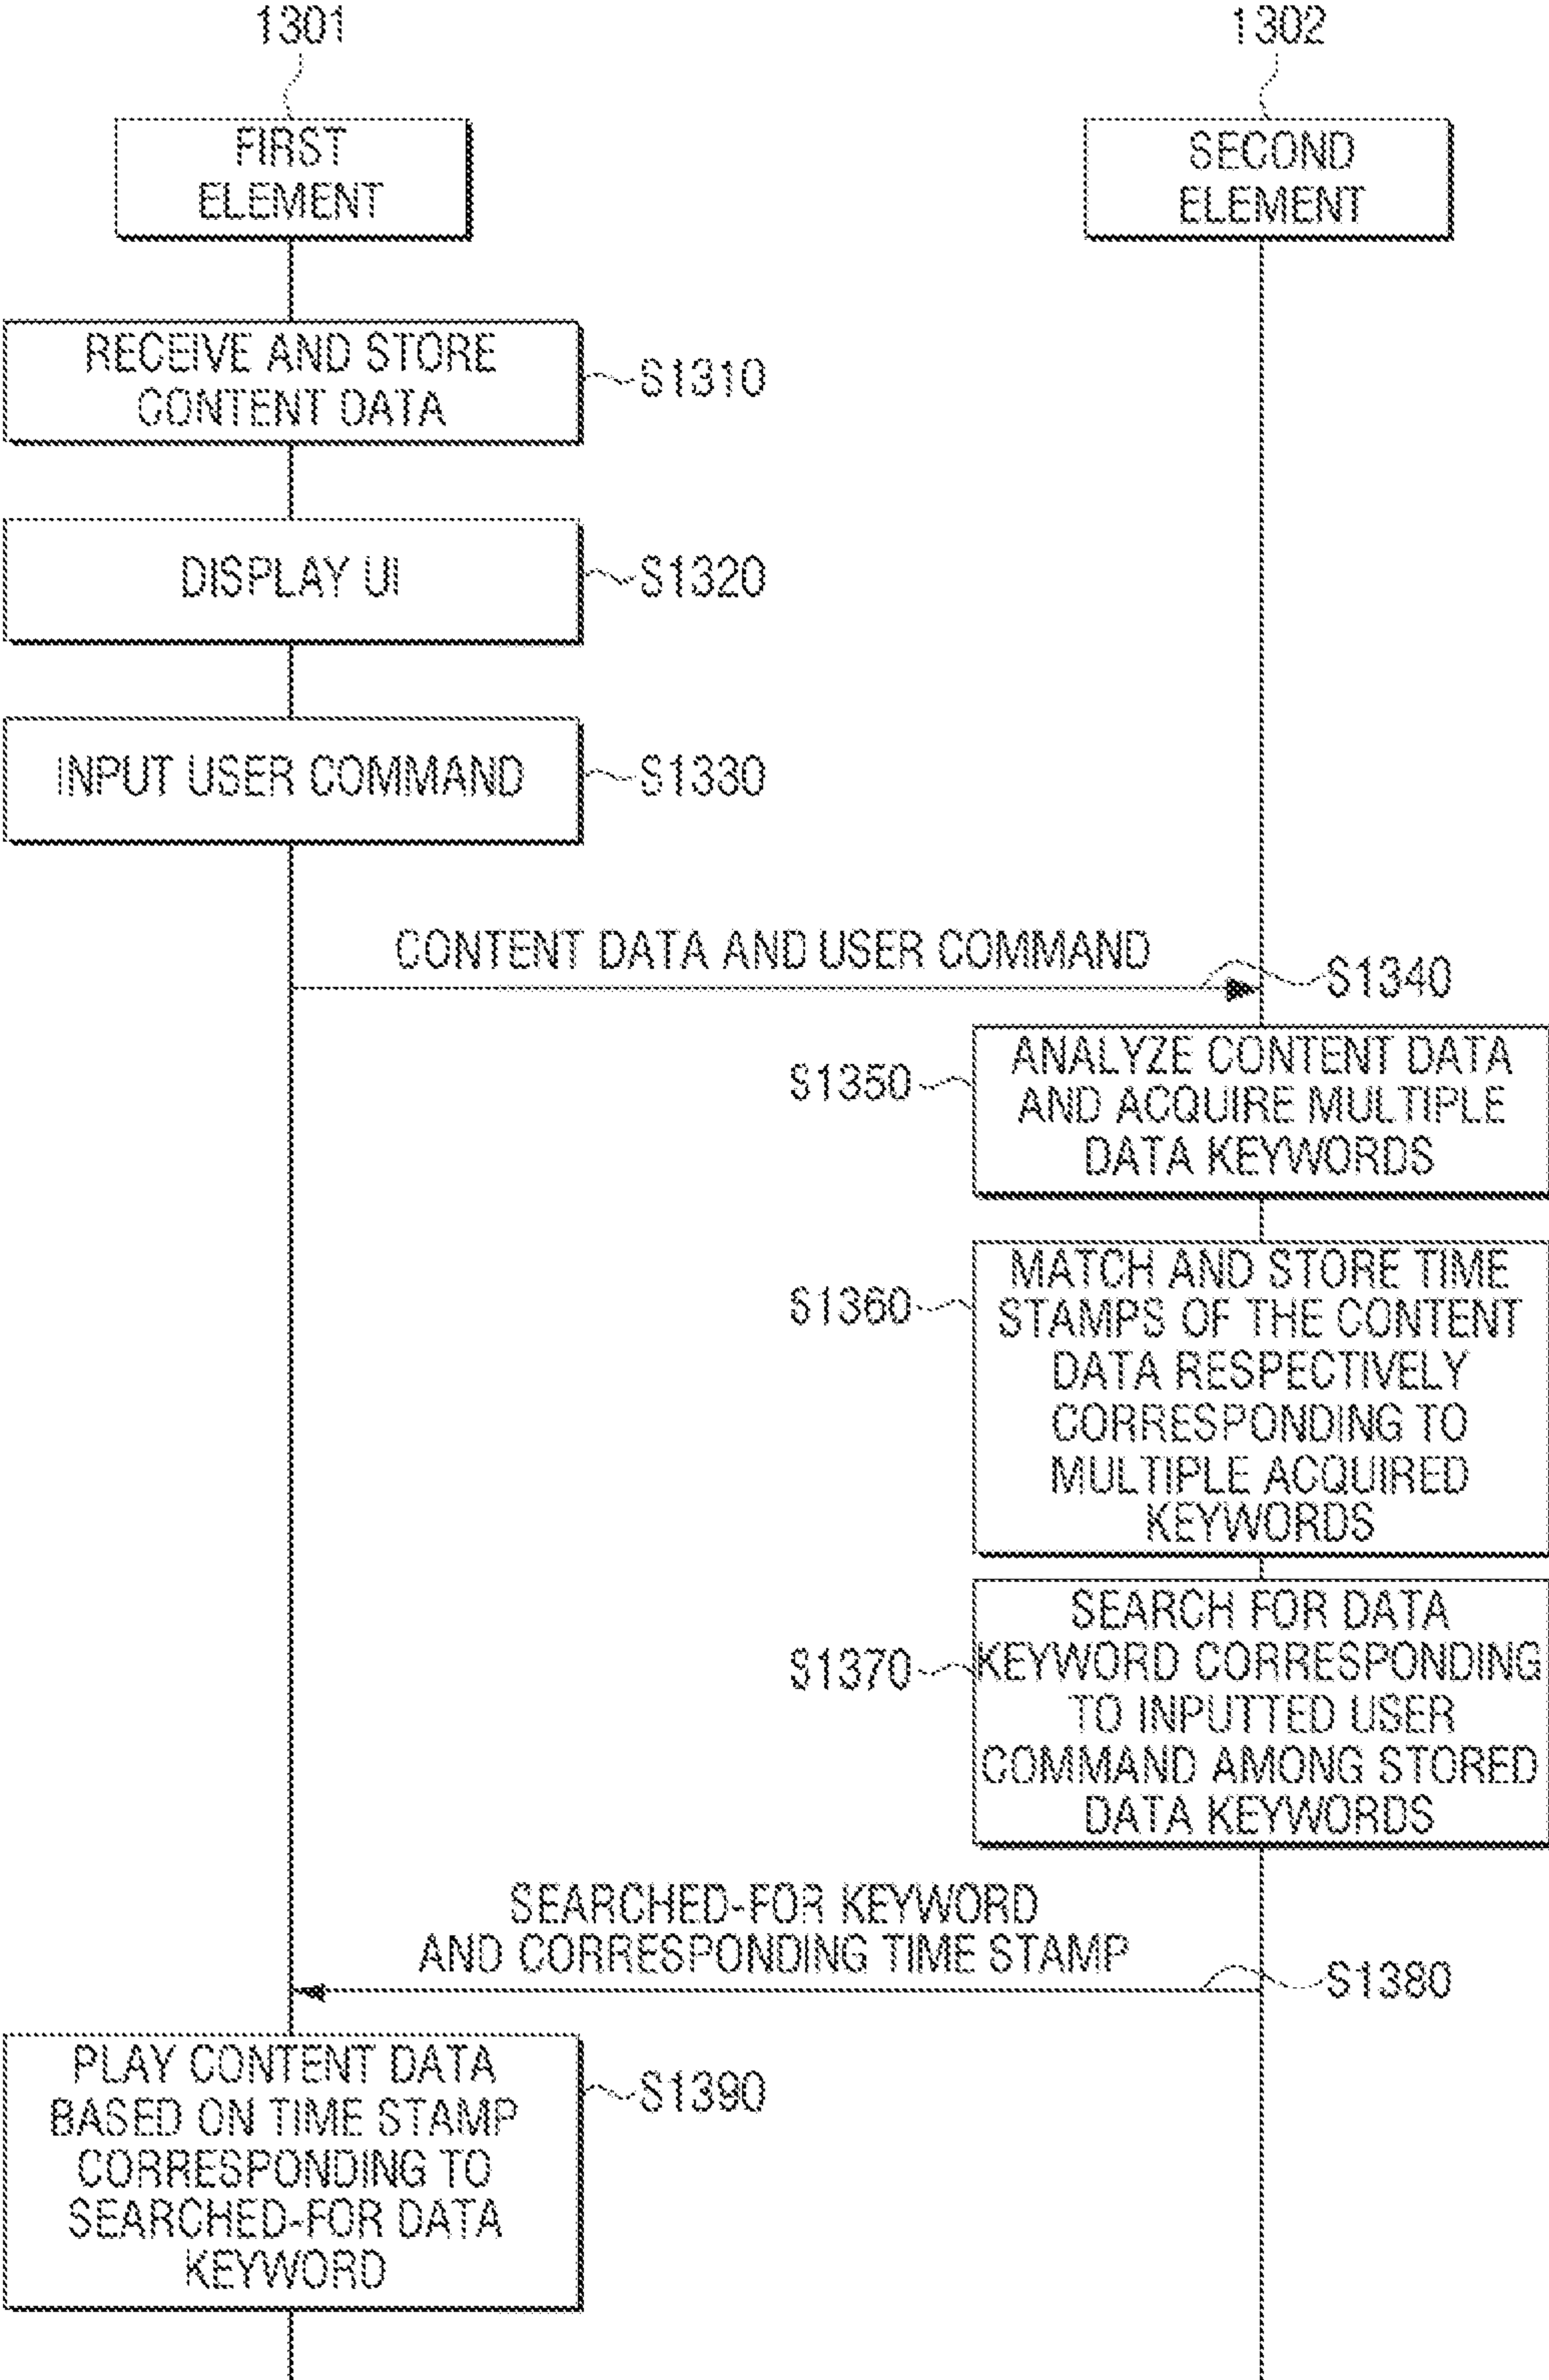 1301
1302
FIRST
ELEMENT
SECOND
ELEMENT
RECEIVE AND STORE
CONTENT DATA
S1310
DISPLAY UI
S1320
INPUT USER COMMAND
S1330
CONTENT DATA AND USER COMMAND
S1340
S1350
ANALYZE CONTENT DATA
AND ACQUIRE MULTIPLE
DATA KEYWORDS
S1360
MATCH AND STORE TIME
STAMPS OF THE CONTENT
DATA RESPECTIVELY
CORRESPONDING TO
MULTIPLE ACQUIRED
KEYWORDS
S1370
SEARCH FOR DATA
KEYWORD CORRESPONDING
TO INPUTTED USER
COMMAND AMONG STORED
DATA KEYWORDS
SEARCHED-FOR KEYWORD
AND CORRESPONDING TIME STAMP
S1380
PLAY CONTENT DATA
BASED ON TIME STAMP
CORRESPONDING TO
SEARCHED-FOR DATA
KEYWORD
S1390